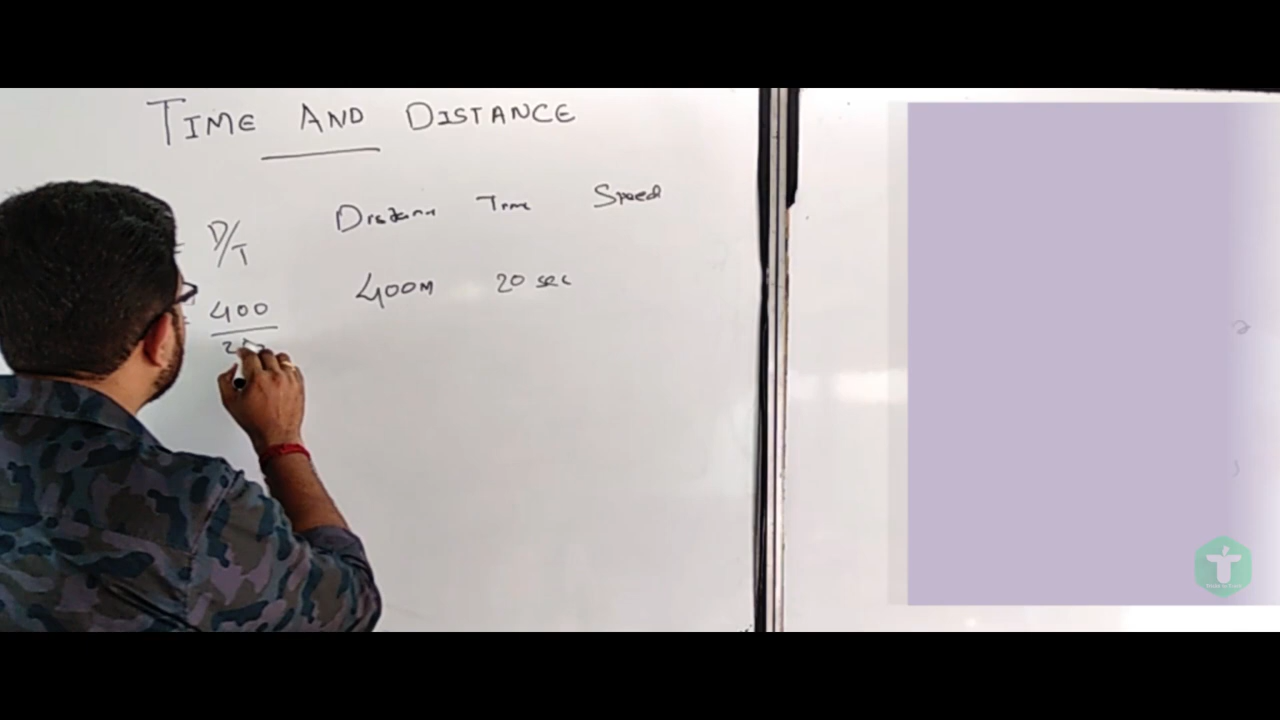 TIME AND DISTANCE
Distance Time Speed
D/T
400M 20 sec
400